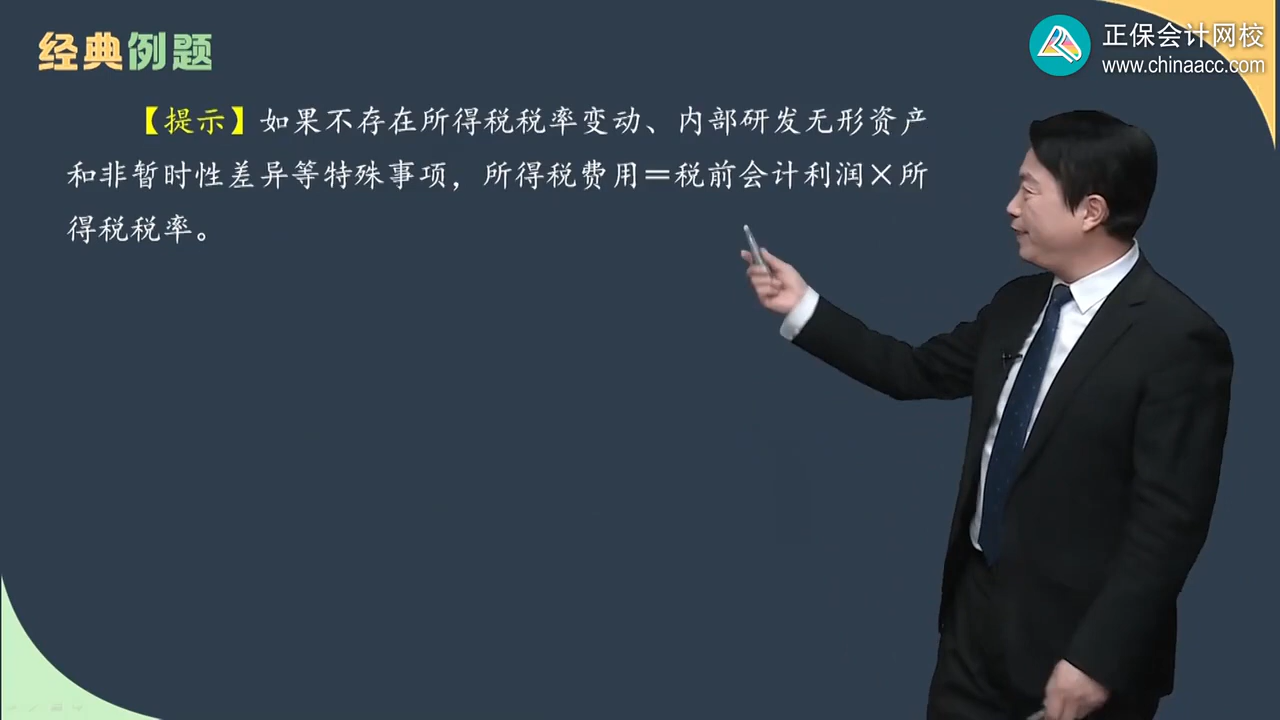 经典例题
正保会计网校
www.chinaacc.com
【提示】如果不存在所得税税率变动、内部研发无形资产
和非暂时性差异等特殊事项，所得税费用＝税前会计利润×所
得税税率。